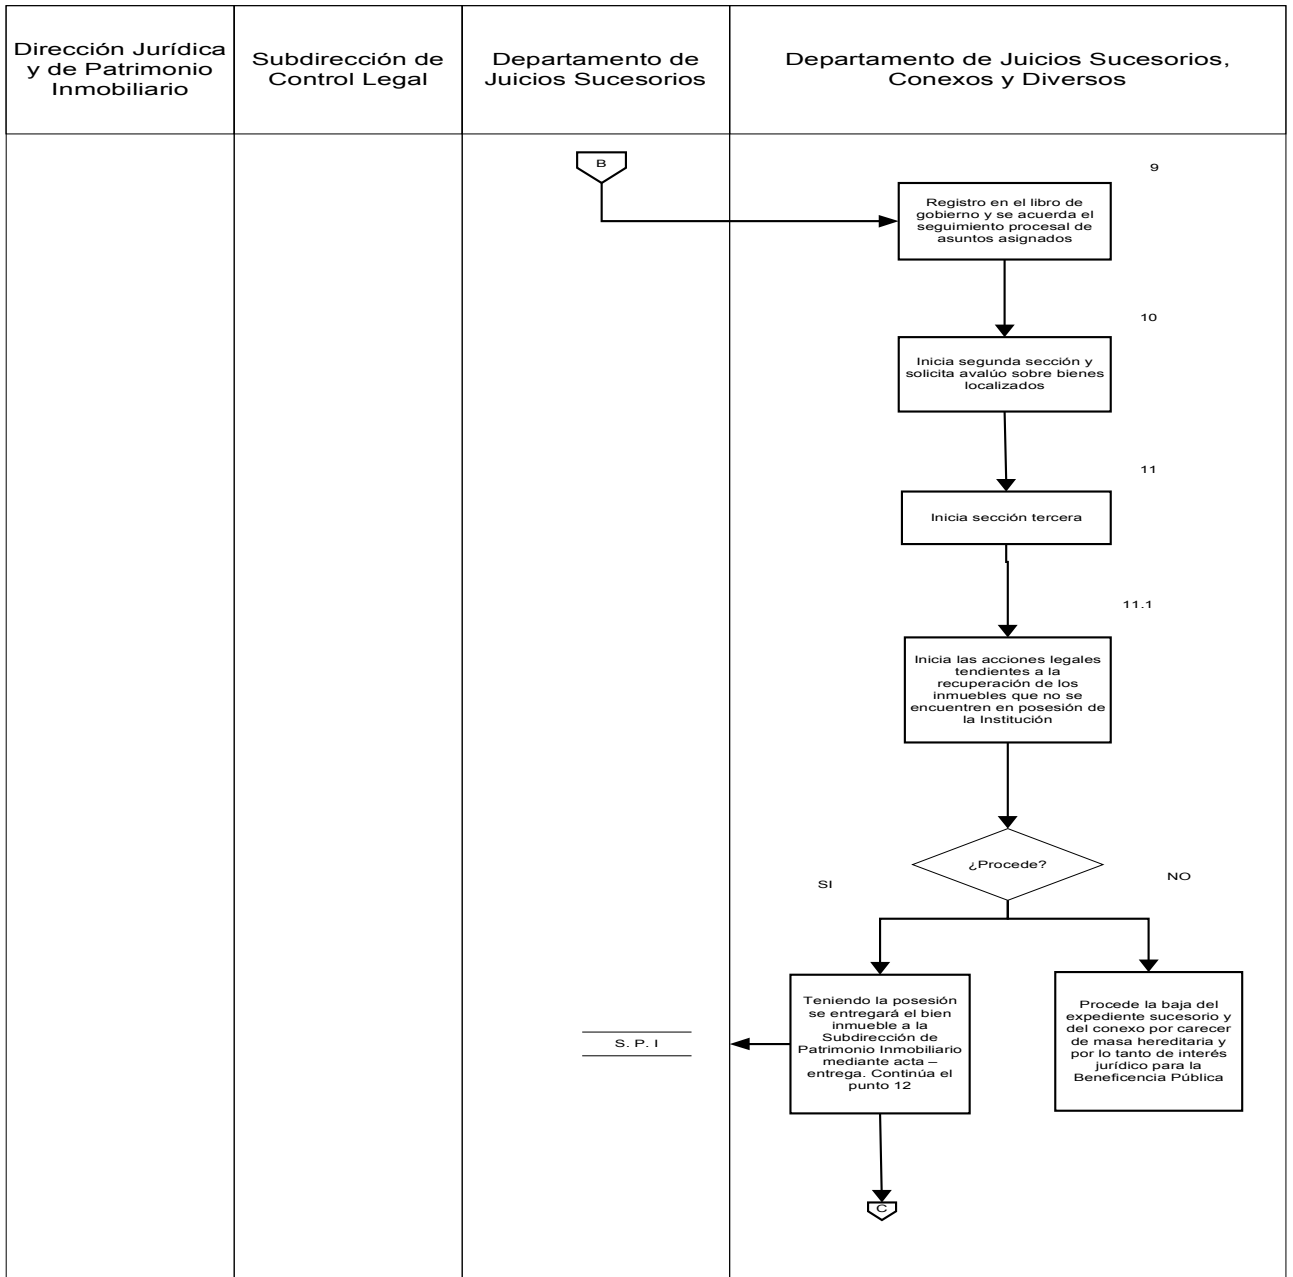 Dirección Jurídica
y de Patrimonio
Inmobiliario
Subdirección de
Control Legal
Departamento de
Juicios Sucesorios
Departamento de Juicios Sucesorios,
Conexos y Diversos
B
9
Registro en el libro de
gobierno y se acuerda el
seguimiento procesal de
asuntos asignados
10
Inicia segunda sección y
solicita avalúo sobre bienes
localizados
11
Inicia sección tercera
11.1
Inicia las acciones legales
tendientes a la
recuperación de los
inmuebles que no se
encuentren en posesión de
la Institución
¿Procede?
SI
NO
Teniendo la posesión
se entregará el bien
inmueble a la
Subdirección de
Patrimonio Inmobiliario
mediante acta –
entrega. Continúa el
punto 12
Procede la baja del
expediente sucesorio y
del conexo por carecer
de masa hereditaria y
por lo tanto de interés
jurídico para la
Beneficencia Pública
S. P. I
C